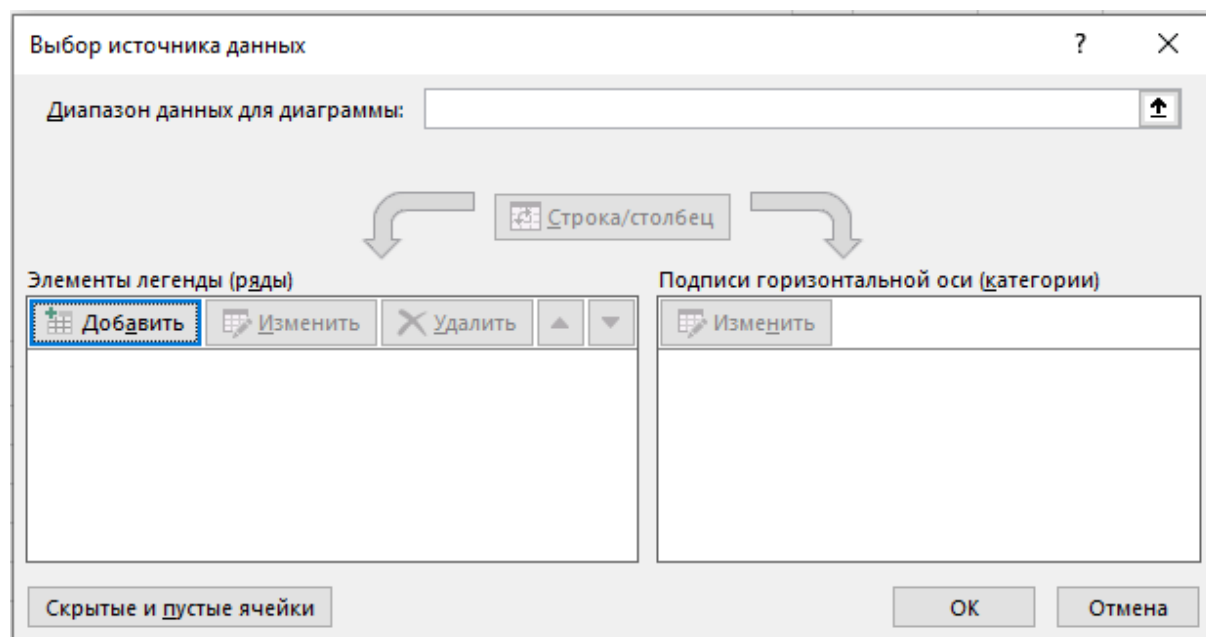 Выбор источника данных
?
Диапазон данных для диаграммы:
Строка/столбец
Элементы легенды (ряды)
Подписи горизонтальной оси (категории)
Добавить Изменить Удалить
Изменить
Скрытые и пустые ячейки
ОК Отмена